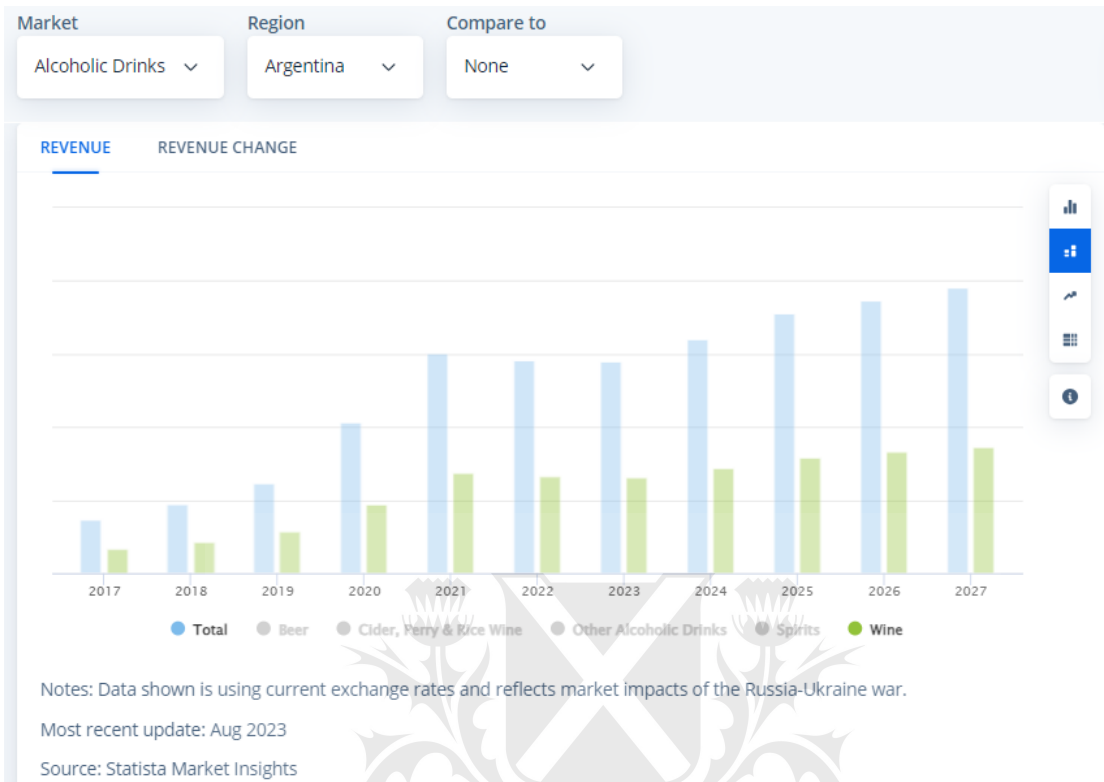 Market Region Compare to
Alcoholic Drinks Argentina None
REVENUE REVENUE CHANGE
2017 2018 2019 2020 2021 2022 2023 2024 2025 2026 2027
Total Beer Cider, Perry & Rice Wine Other Alcoholic Drinks Spirits Wine
Notes: Data shown is using current exchange rates and reflects market impacts of the Russia-Ukraine war.
Most recent update: Aug 2023
Source: Statista Market Insights